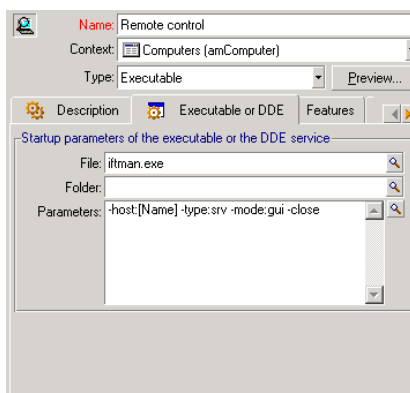 Name: Remote control
Context: Computers (amComputer)
Type: Executable Preview...
Description Executable or DDE Features
Startup parameters of the executable or the DDE service
File: iftman.exe
Folder:
Parameters: -host:[Name] -type:srv -mode:gui -close